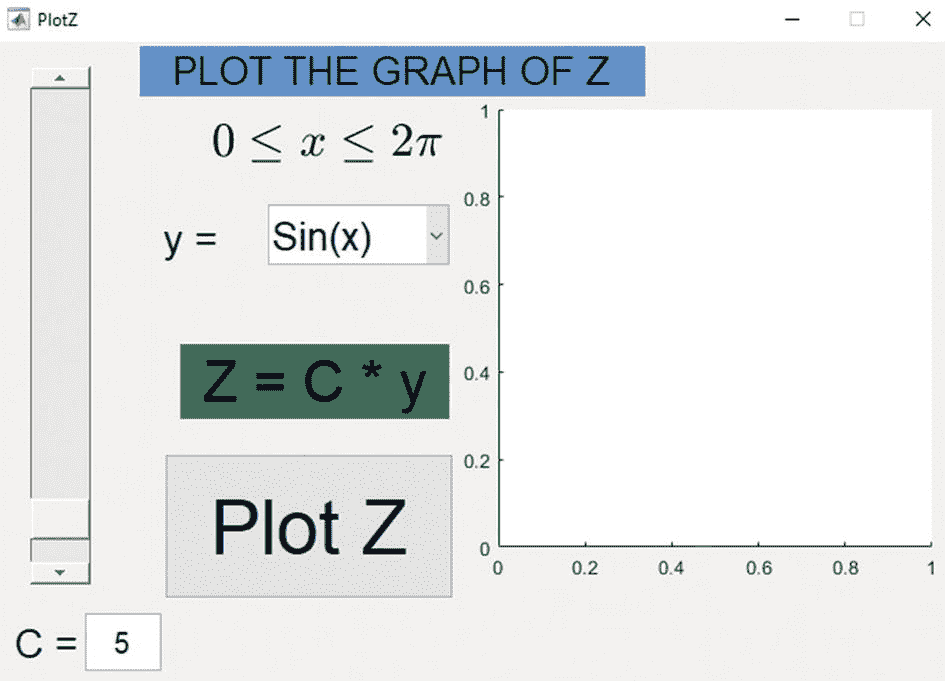 PlotZ
PLOT THE GRAPH OF Z
0 ≤ x ≤ 2π
y = Sin(x)
Z = C * y
Plot Z
C = 5
1
0.8
0.6
0.4
0.2
0
0 0.2 0.4 0.6 0.8 1